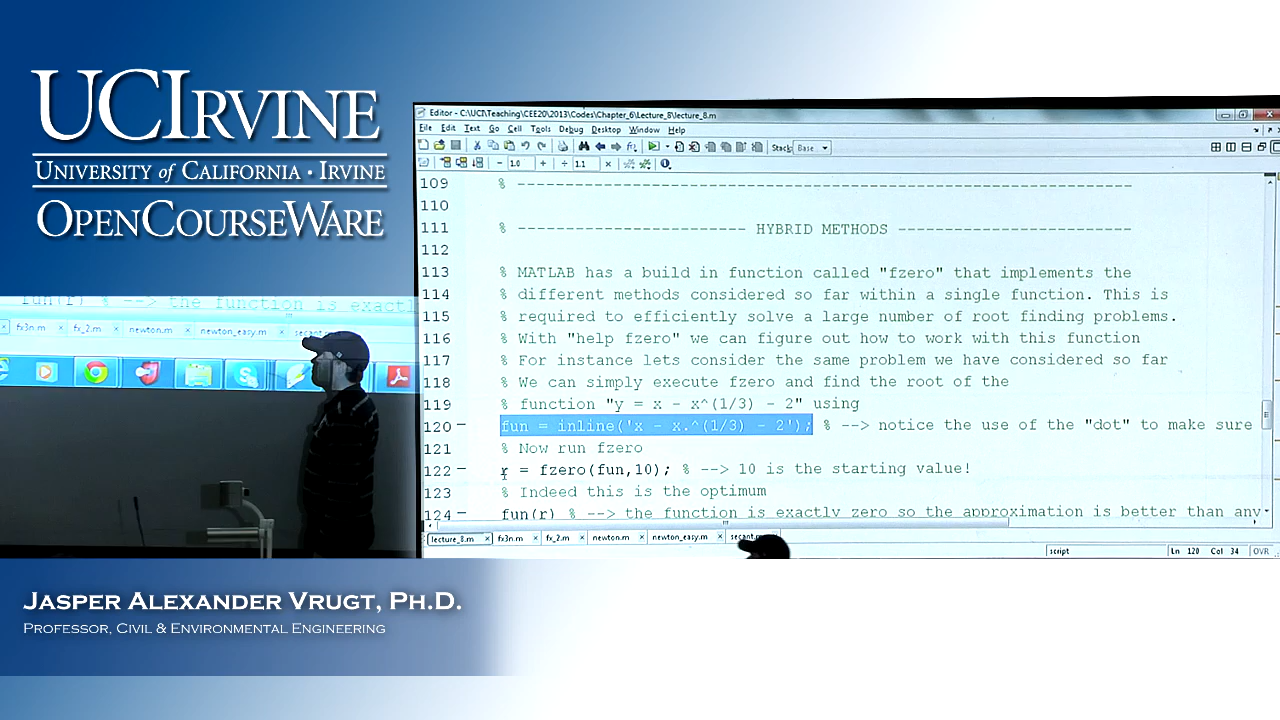 UCIRVINE
UNIVERSITY of CALIFORNIA · IRVINE
OPENCOURSEWARE
fun(r) % --> the function is exactl
fx3n.m × fx_2.m × newton.m × newton_easy.m × secant.m
JASPER ALEXANDER VRUGT, PH.D.
PROFESSOR, CIVIL & ENVIRONMENTAL ENGINEERING
Editor - C:\UCI\Teaching\CEE20\2013\Codes\Chapter_6\Lecture_8\lecture_8.m
File Edit Text Go Cell Tools Debug Desktop Window Help
Stack: Base
− 1.0 + ÷ 1.1 ×
109 % ------------------------------------------------------------------
110
111 % ------------------------ HYBRID METHODS -------------------------
112
113 % MATLAB has a build in function called "fzero" that implements the
114 % different methods considered so far within a single function. This is
115 % required to efficiently solve a large number of root finding problems.
116 % With "help fzero" we can figure out how to work with this function
117 % For instance lets consider the same problem we have considered so far
118 % We can simply execute fzero and find the root of the
119 % function "y = x - x^(1/3) - 2" using
120 − fun = inline('x - x.^(1/3) - 2'); % --> notice the use of the "dot" to make sure
121 % Now run fzero
122 − r = fzero(fun,10); % --> 10 is the starting value!
123 % Indeed this is the optimum
124 − fun(r) % --> the function is exactly zero so the approximation is better than any
lecture_8.m × fx3n.m × fx_2.m × newton.m × newton_easy.m × secant.m
script Ln 120 Col 34 OVR